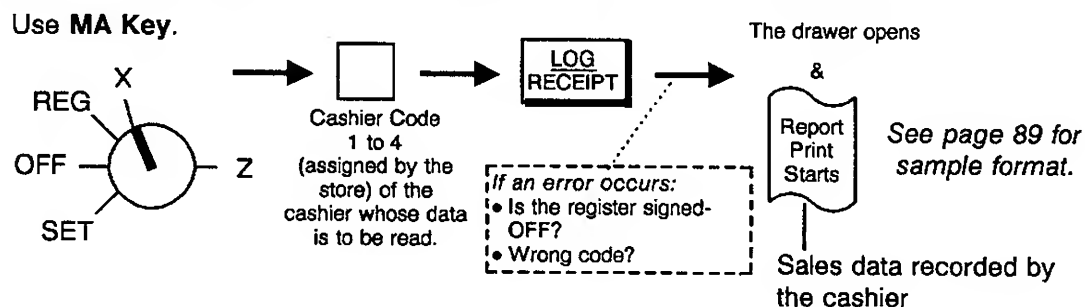 Use MA Key.
X
REG
OFF
Z
SET
Cashier Code
1 to 4
(assigned by the
store) of the
cashier whose data
is to be read.
LOG
RECEIPT
If an error occurs:
• Is the register signed-
OFF?
• Wrong code?
The drawer opens
&
Report
Print
Starts
See page 89 for
sample format.
Sales data recorded by
the cashier